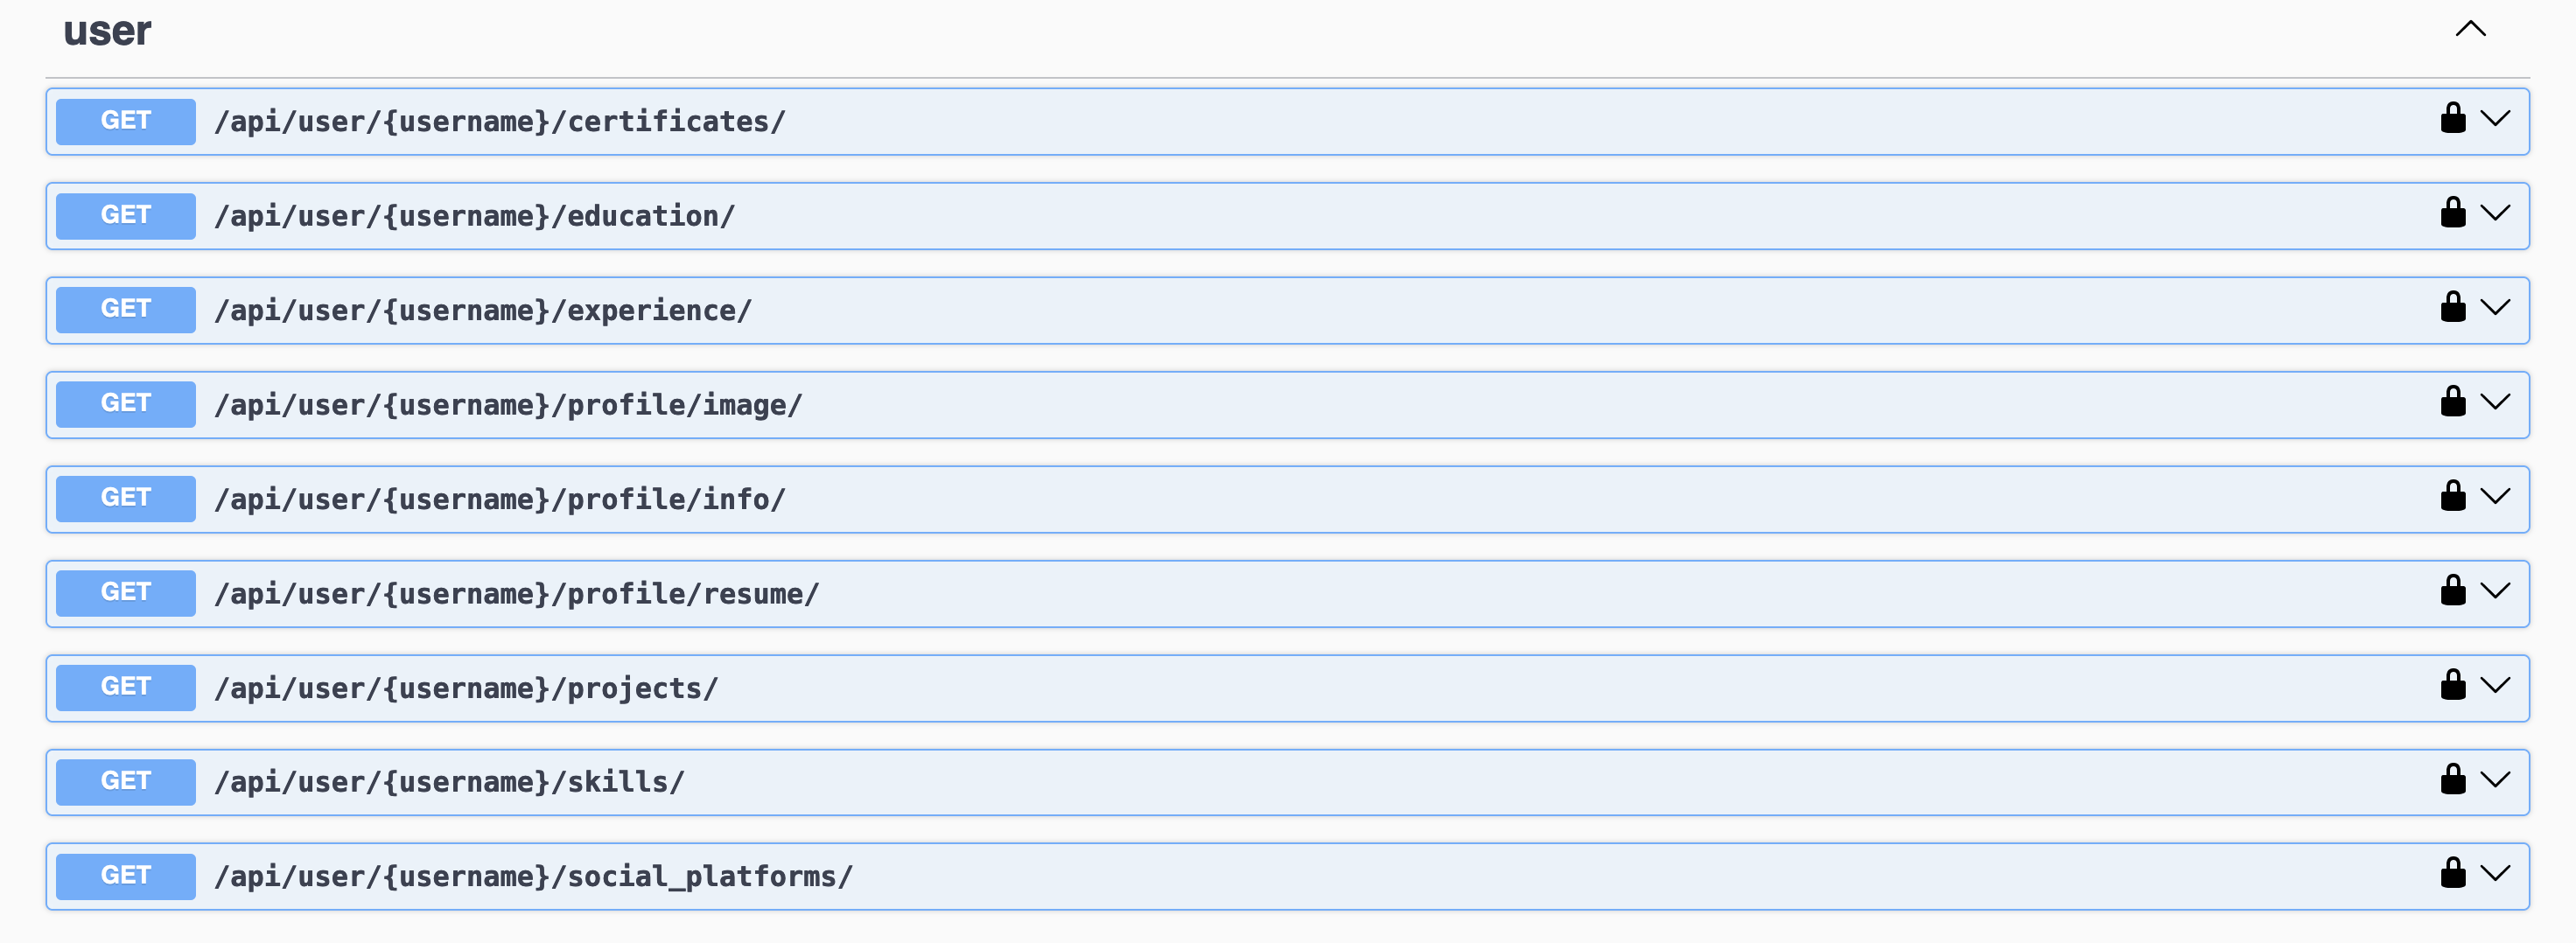 user
GET /api/user/{username}/certificates/
GET /api/user/{username}/education/
GET /api/user/{username}/experience/
GET /api/user/{username}/profile/image/
GET /api/user/{username}/profile/info/
GET /api/user/{username}/profile/resume/
GET /api/user/{username}/projects/
GET /api/user/{username}/skills/
GET /api/user/{username}/social_platforms/